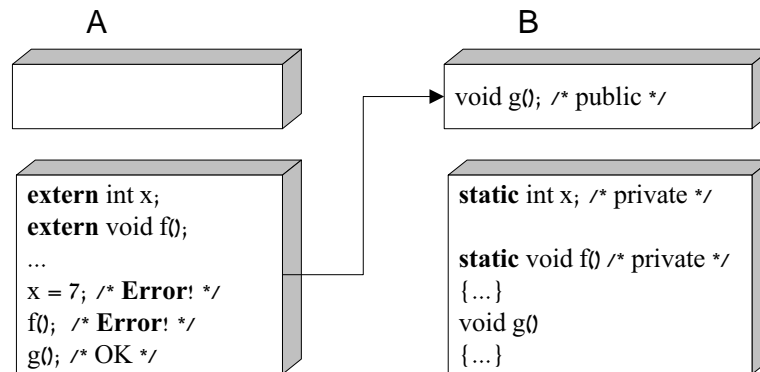 A
B
void g(); /* public */
extern int x;
extern void f();
...
x = 7; /* Error! */
f(); /* Error! */
g(); /* OK */
static int x; /* private */
static void f() /* private */
{...}
void g()
{...}